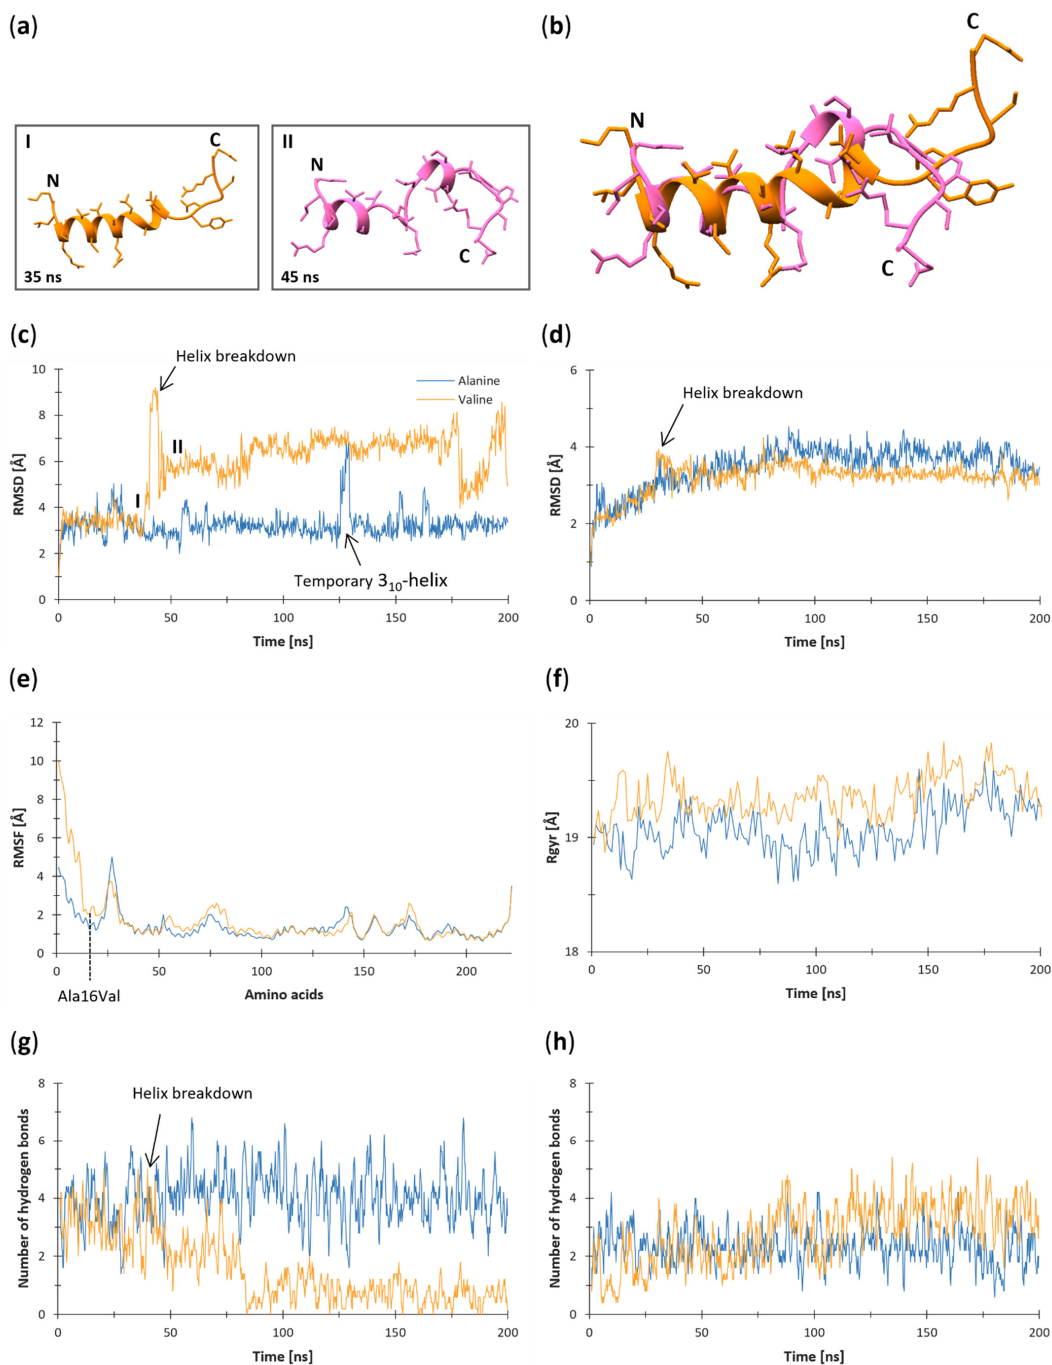 (a)
(b)
I
N
C
35 ns
II
N
C
45 ns
N
C
C
(c)
Helix breakdown
Alanine
Valine
I
II
Temporary 3₁₀-helix
RMSD [Å]
0
2
4
6
8
10
0
50
100
150
200
Time [ns]
(d)
Helix breakdown
RMSD [Å]
0
2
4
6
0
50
100
150
200
Time [ns]
(e)
RMSF [Å]
0
2
4
6
8
10
12
0
50
100
150
200
Ala16Val
Amino acids
(f)
Rgyr [Å]
18
19
20
0
50
100
150
200
Time [ns]
(g)
Helix breakdown
Number of hydrogen bonds
0
2
4
6
8
0
50
100
150
200
Time [ns]
(h)
Number of hydrogen bonds
0
2
4
6
8
0
50
100
150
200
Time [ns]